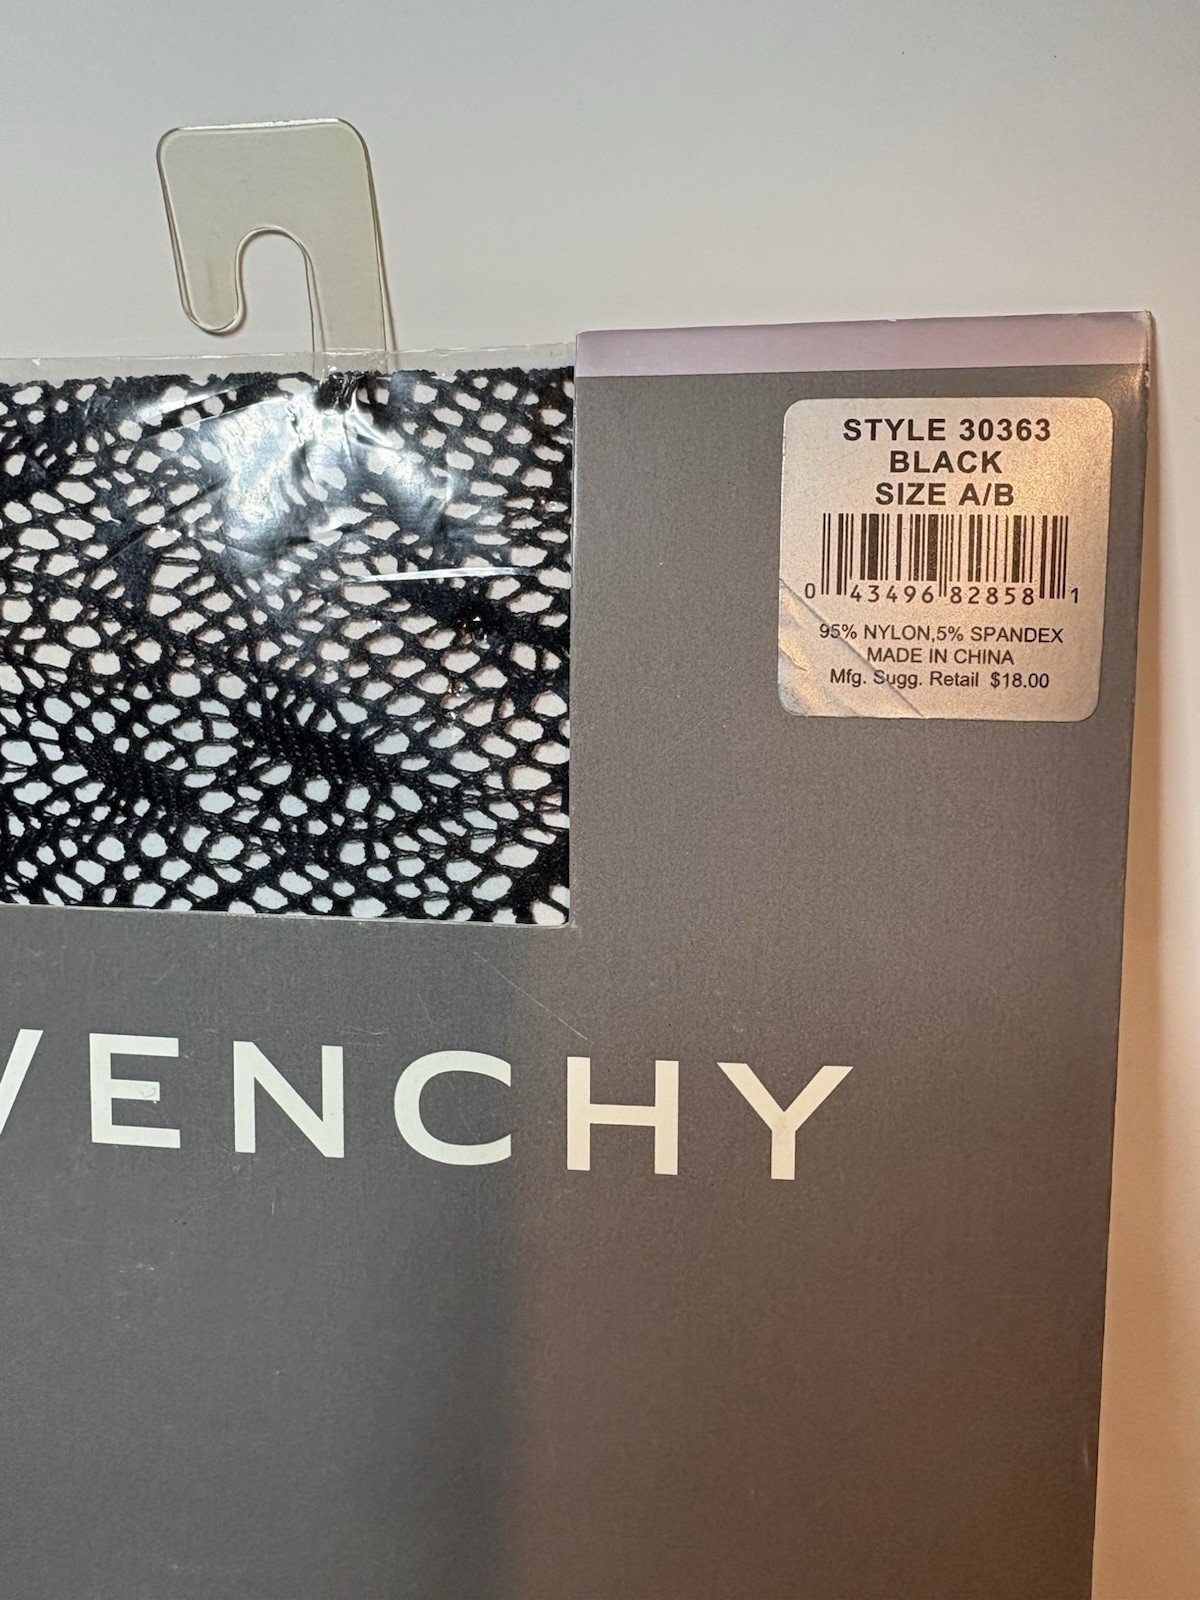 STYLE 30363
BLACK
SIZE A/B
0 43496 82858 1
95% NYLON,5% SPANDEX
MADE IN CHINA
Mfg. Sugg. Retail $18.00
VENCHY